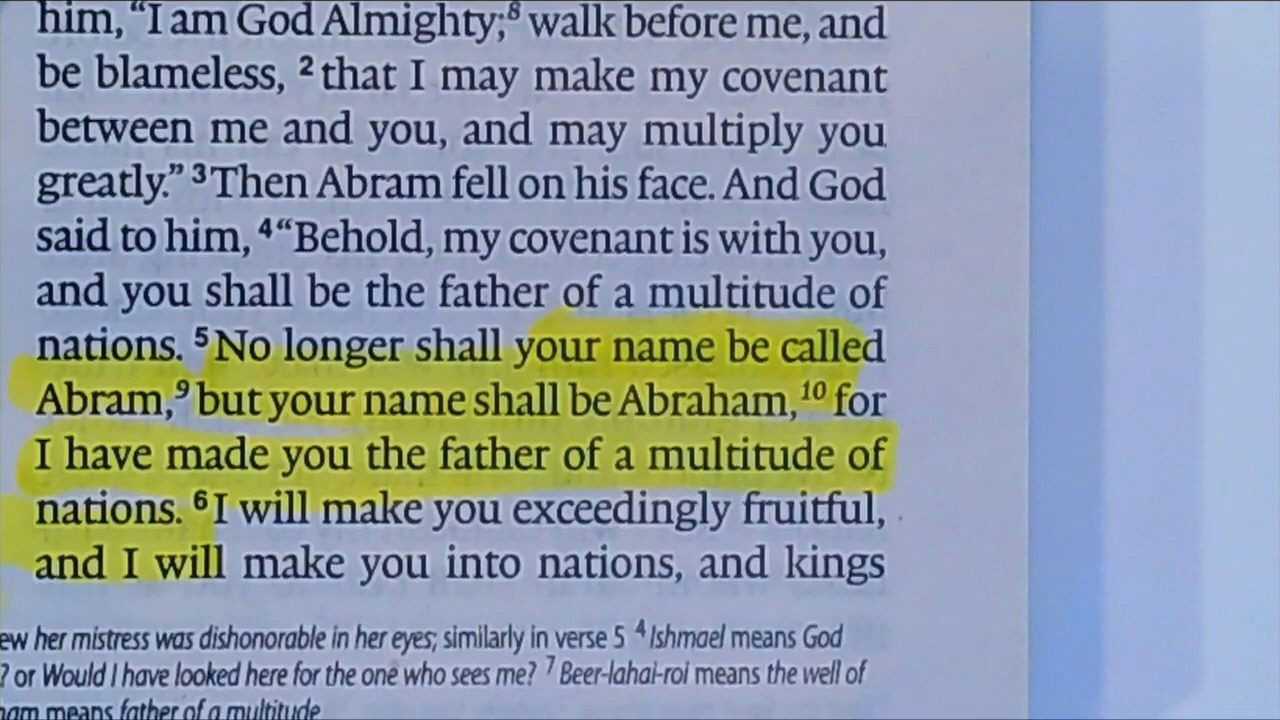 him, “I am God Almighty;⁸ walk before me, and
be blameless, ²that I may make my covenant
between me and you, and may multiply you
greatly.” ³Then Abram fell on his face. And God
said to him, ⁴“Behold, my covenant is with you,
and you shall be the father of a multitude of
nations. ⁵No longer shall your name be called
Abram,⁹ but your name shall be Abraham,¹⁰ for
I have made you the father of a multitude of
nations. ⁶I will make you exceedingly fruitful,
and I will make you into nations, and kings
her mistress was dishonorable in her eyes; similarly in verse 5 ⁴Ishmael means God
? or Would I have looked here for the one who sees me? ⁷Beer-lahai-roi means the well of
means father of a multitude